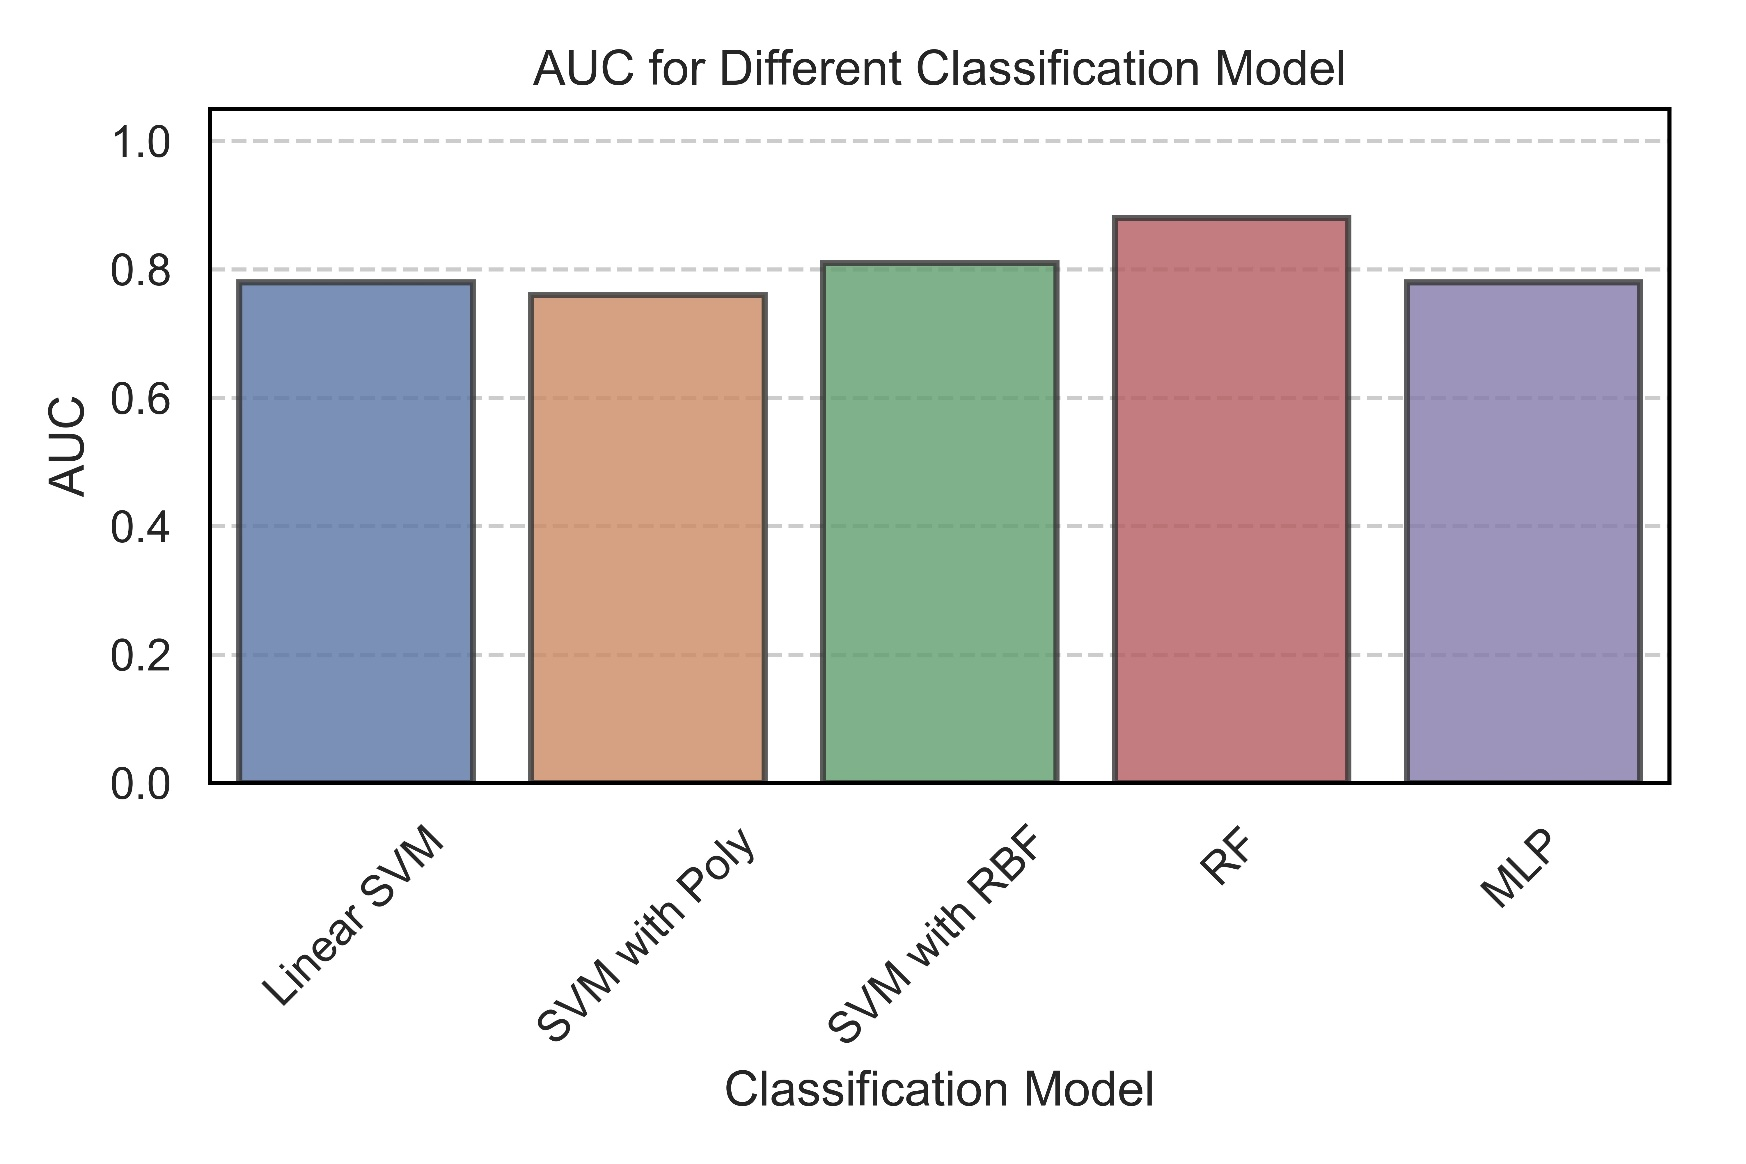 AUC for Different Classification Model
1.0
0.8
0.6
0.4
0.2
0.0
AUC
Linear SVM
SVM with Poly
SVM with RBF
RF
MLP
Classification Model